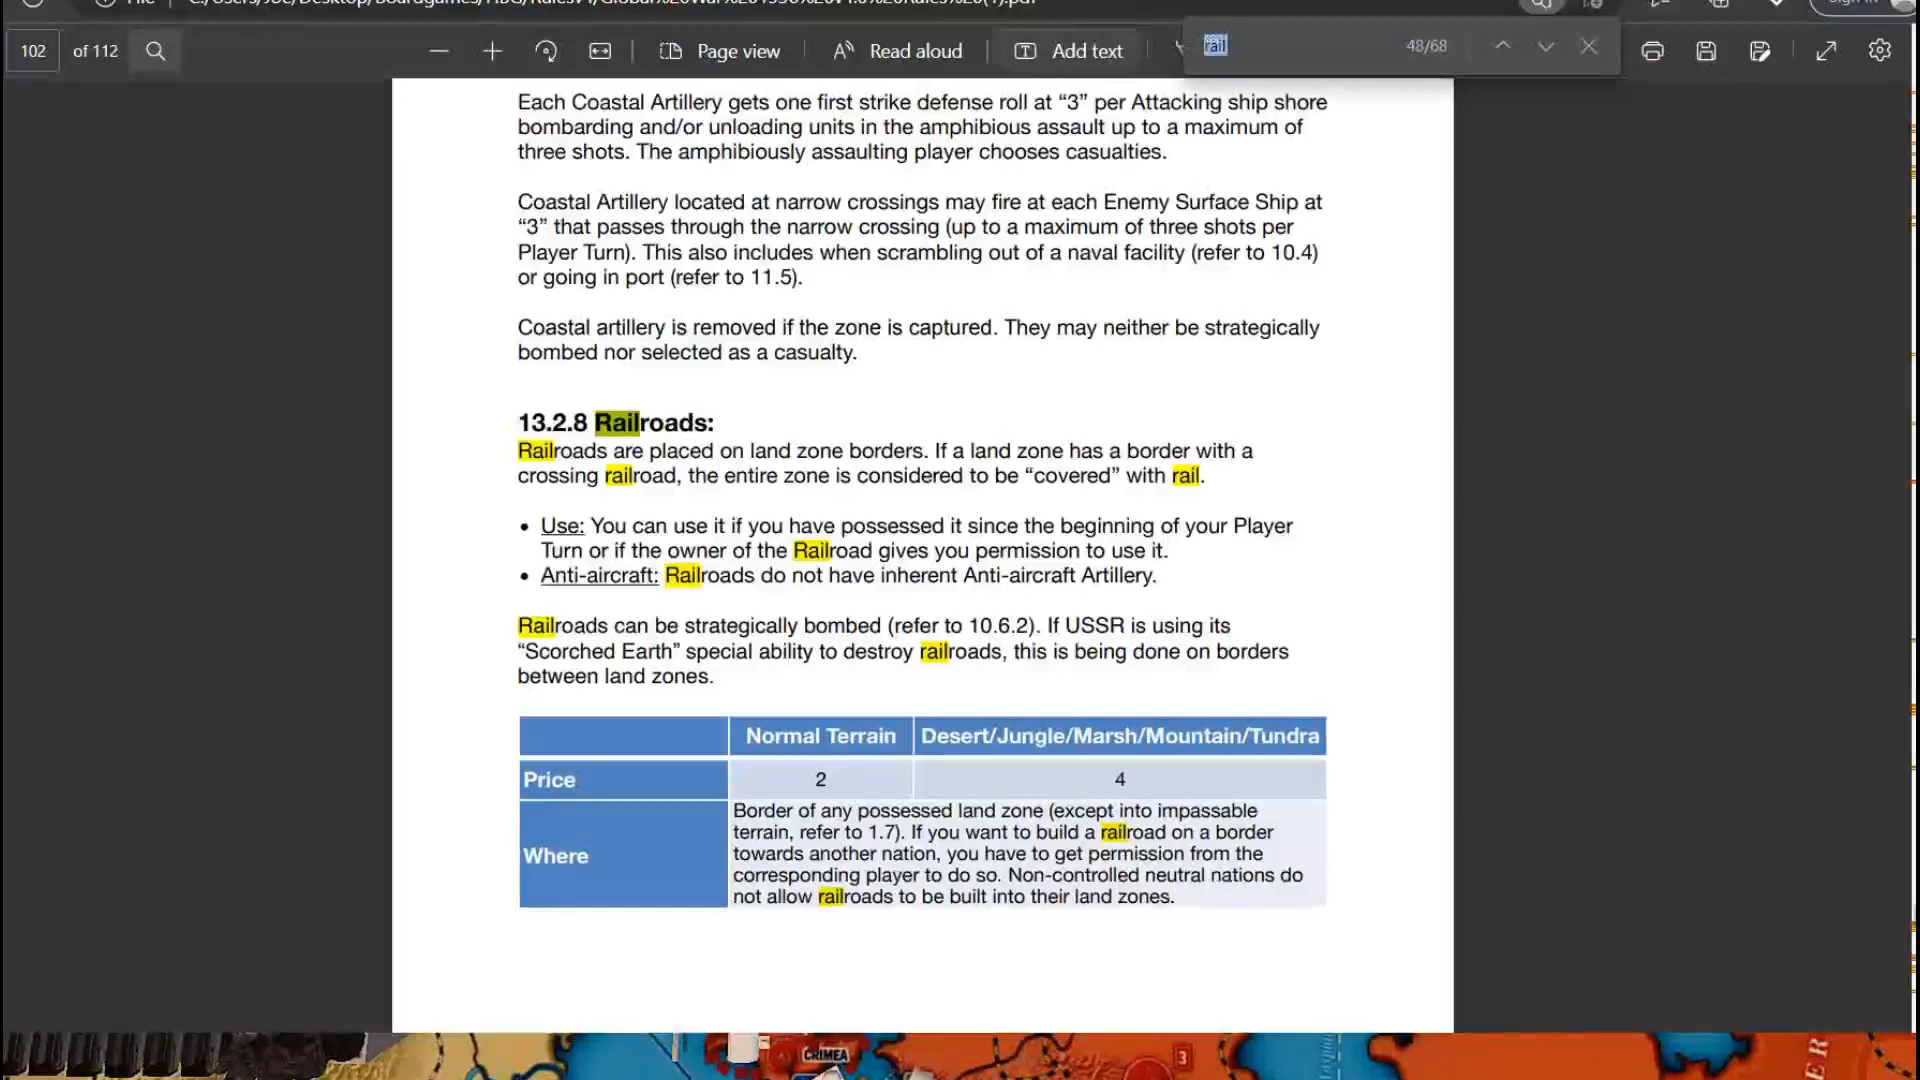 102 of 112
Page view
Read aloud
Add text
rail
48/68
Each Coastal Artillery gets one first strike defense roll at “3” per Attacking ship shore
bombarding and/or unloading units in the amphibious assault up to a maximum of
three shots. The amphibiously assaulting player chooses casualties.
Coastal Artillery located at narrow crossings may fire at each Enemy Surface Ship at
“3” that passes through the narrow crossing (up to a maximum of three shots per
Player Turn). This also includes when scrambling out of a naval facility (refer to 10.4)
or going in port (refer to 11.5).
Coastal artillery is removed if the zone is captured. They may neither be strategically
bombed nor selected as a casualty.
13.2.8 Railroads:
Railroads are placed on land zone borders. If a land zone has a border with a
crossing railroad, the entire zone is considered to be “covered” with rail.
• Use: You can use it if you have possessed it since the beginning of your Player
Turn or if the owner of the Railroad gives you permission to use it.
• Anti-aircraft: Railroads do not have inherent Anti-aircraft Artillery.
Railroads can be strategically bombed (refer to 10.6.2). If USSR is using its
“Scorched Earth” special ability to destroy railroads, this is being done on borders
between land zones.
Normal Terrain Desert/Jungle/Marsh/Mountain/Tundra
Price 2 4
Where
Border of any possessed land zone (except into impassable
terrain, refer to 1.7). If you want to build a railroad on a border
towards another nation, you have to get permission from the
corresponding player to do so. Non-controlled neutral nations do
not allow railroads to be built into their land zones.
CRIMEA
3
ER